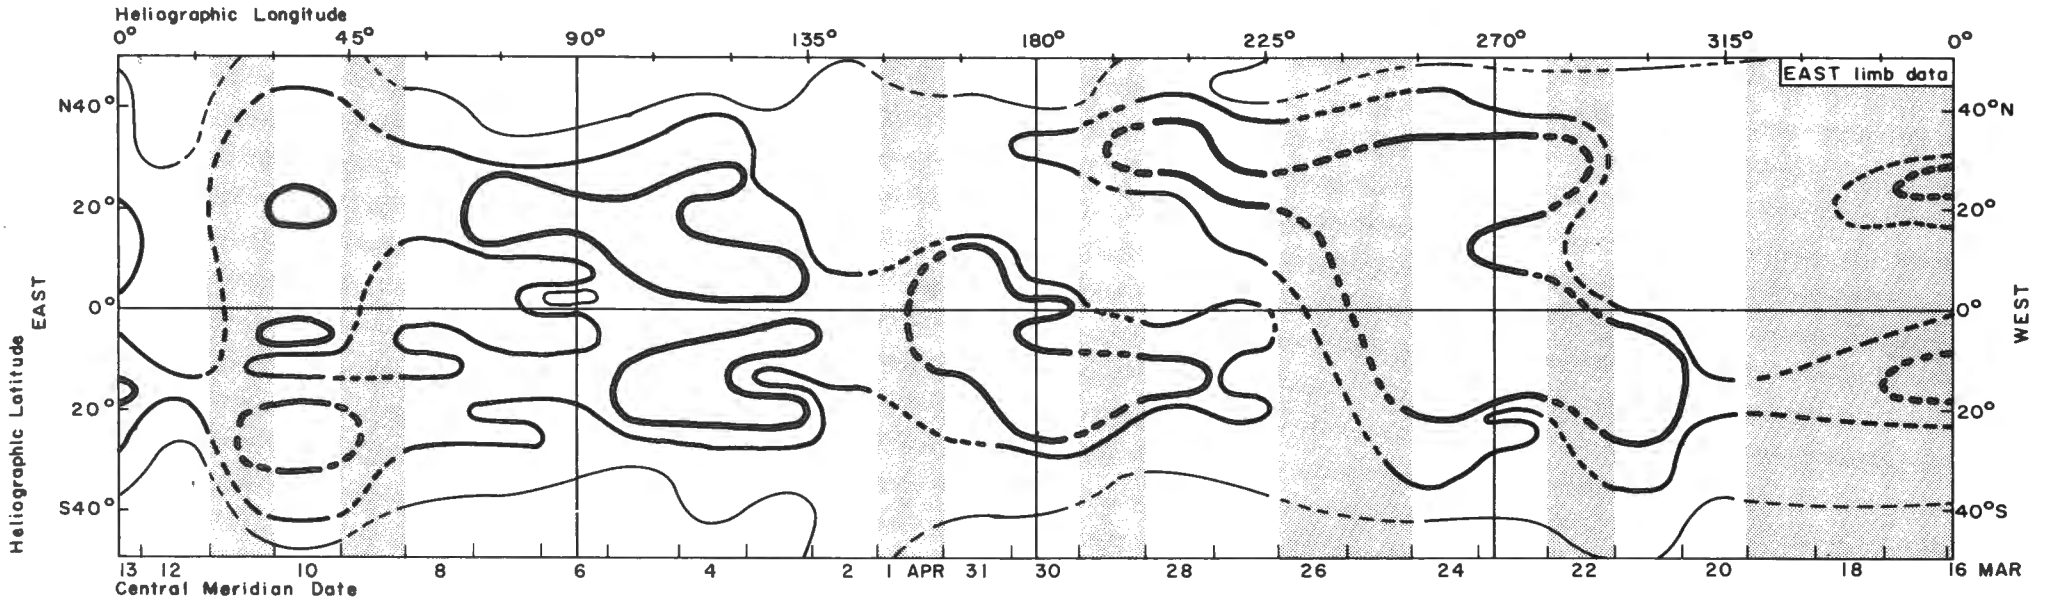 Heliographic Longitude
0° 45° 90° 135° 180° 225° 270° 315° 0°
EAST limb data
N40° 40°N
20° 20°
0° 0°
EAST WEST
Heliographic Latitude
20° 20°
S40° 40°S
13 12 10 8 6 4 2 1 APR 31 30 28 26 24 22 20 18 16 MAR
Central Meridian Date